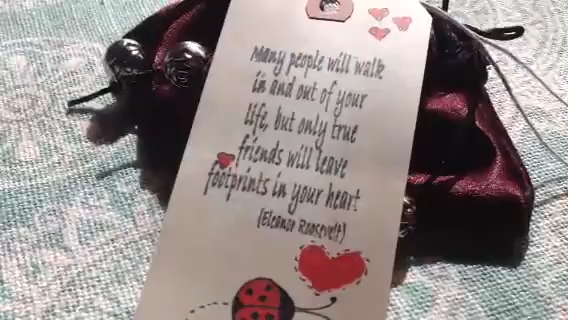 Many people will walk
in and out of your
life, but only true
friends will leave
footprints in your heart
(Eleanor Roosevelt)